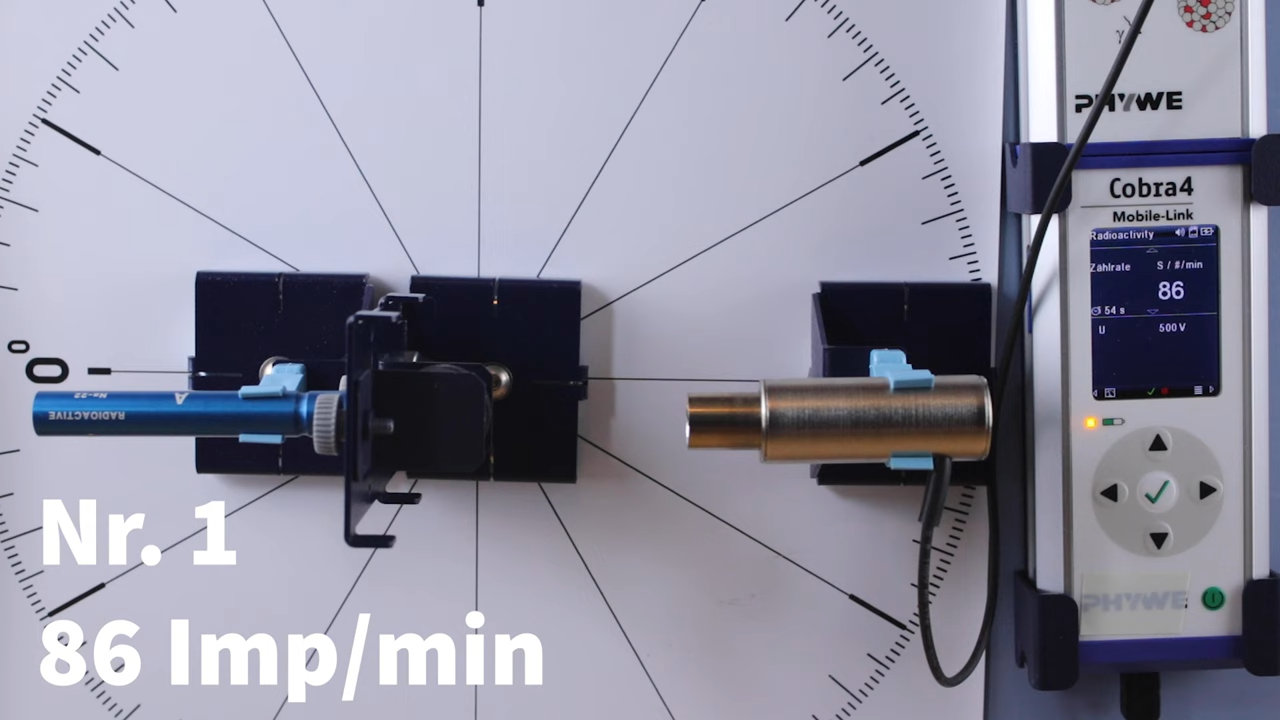 γ
PHYWE
Cobra4
Mobile-Link
Radioactivity
Zählrate S / #/min
86
54 s
U 500 V
PHYWE
0
0
Na-22
A
RADIOACTIVE
Nr. 1
86 Imp/min